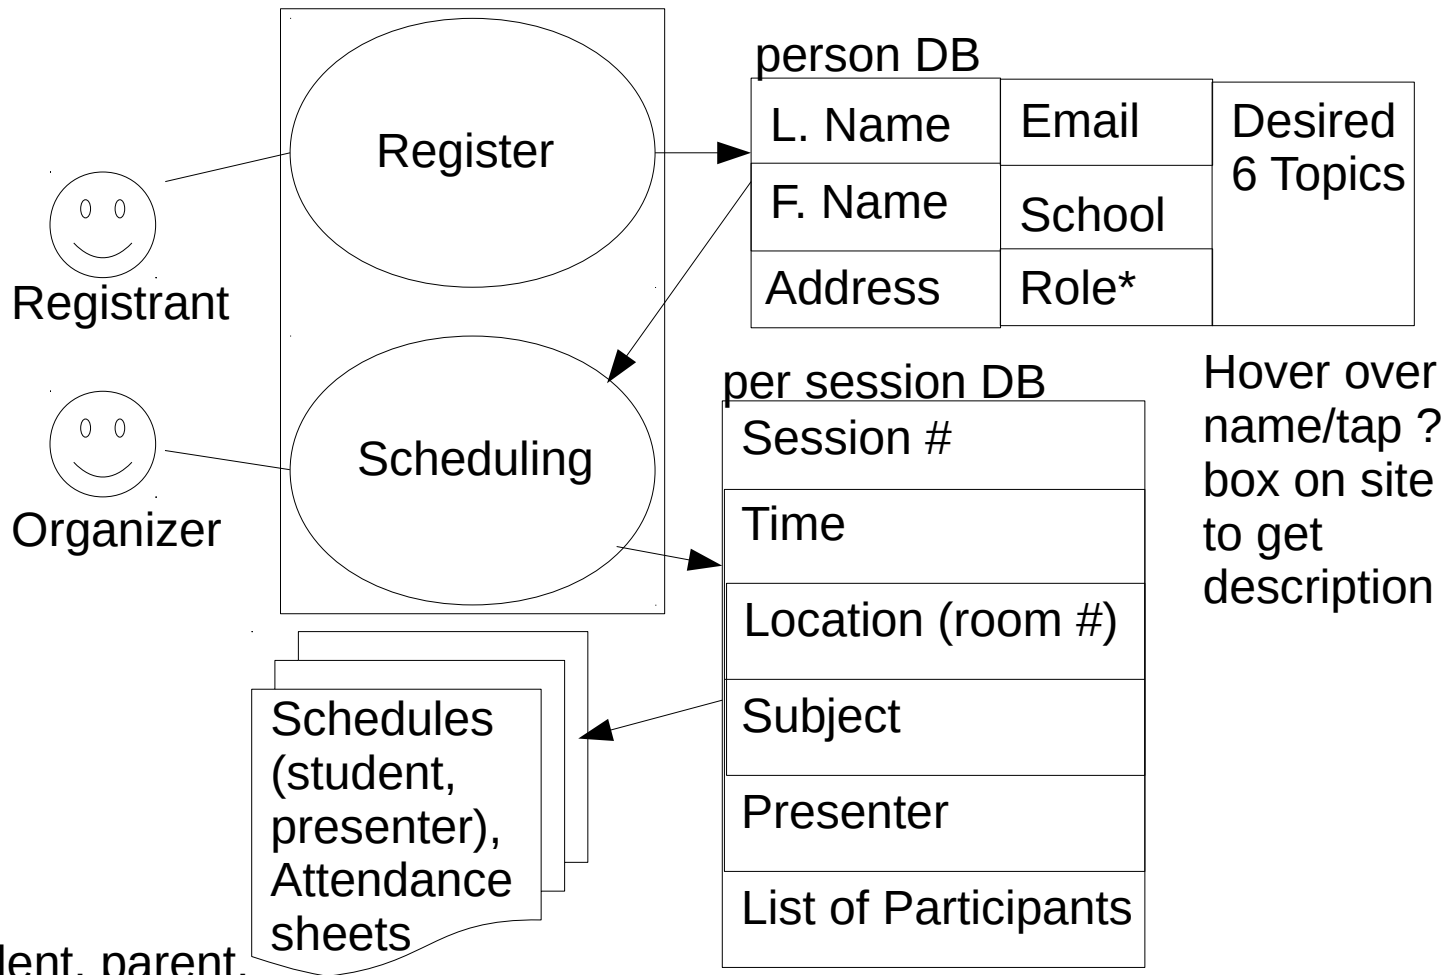 Register
Registrant
Scheduling
Organizer
person DB
L. Name
F. Name
Address
Email
School
Role*
Desired
6 Topics
per session DB
Session #
Time
Location (room #)
Subject
Presenter
List of Participants
Hover over
name/tap ?
box on site
to get
description
Schedules
(student,
presenter),
Attendance
sheets
parent,